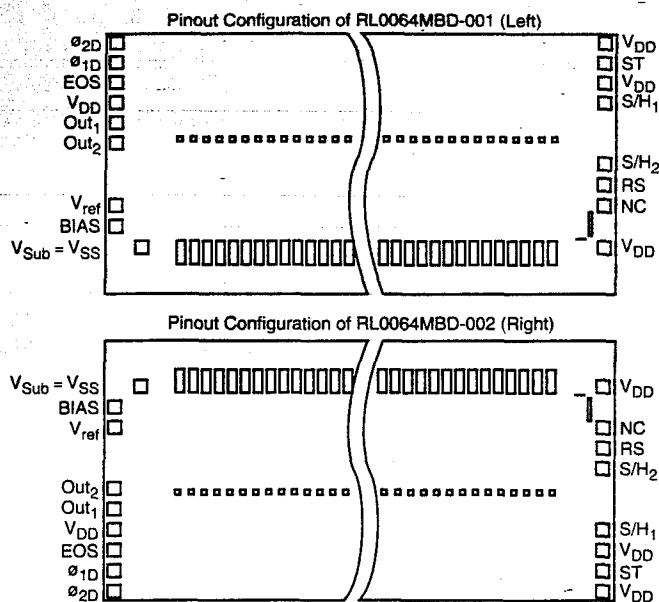 Pinout Configuration of RL0064MBD-001 (Left)
ø2D
ø1D
EOS
VDD
Out1
Out2
Vref
BIAS
VSub = VSS
VDD
ST
VDD
S/H1
S/H2
RS
NC
VDD
Pinout Configuration of RL0064MBD-002 (Right)
VSub = VSS
BIAS
Vref
Out2
Out1
VDD
EOS
ø1D
ø2D
VDD
NC
RS
S/H2
S/H1
VDD
ST
VDD